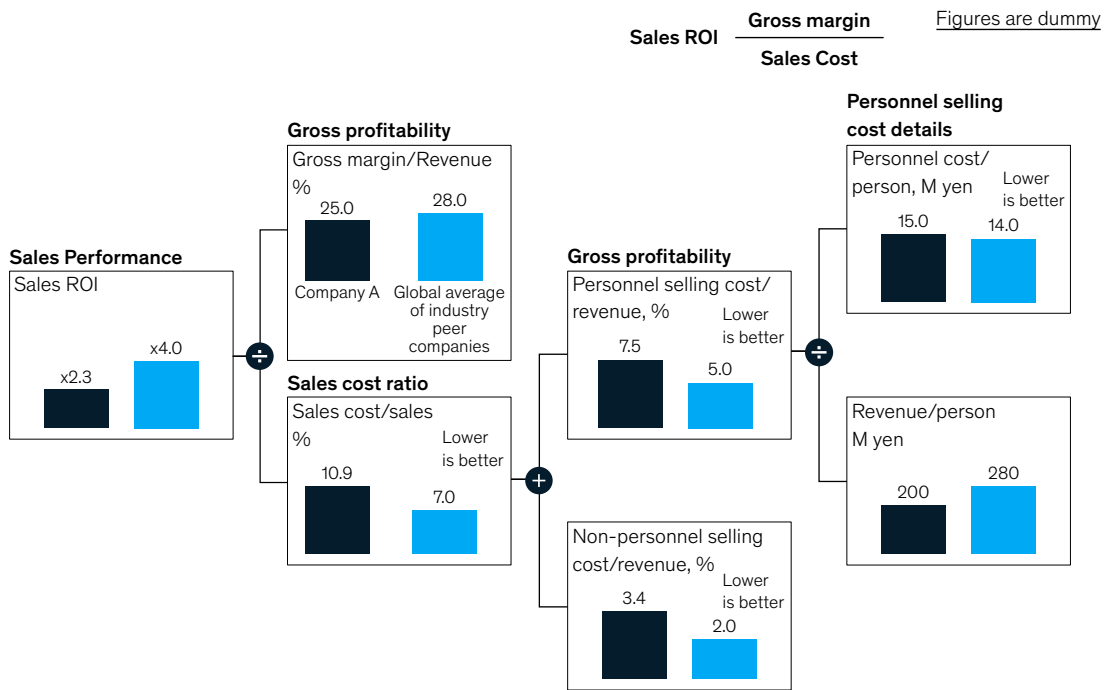 Sales ROI
Gross margin
Sales Cost
Figures are dummy
Sales Performance
Sales ROI
x2.3
x4.0
÷
Gross profitability
Gross margin/Revenue
%
25.0
28.0
Company A
Global average
of industry
peer
companies
Sales cost ratio
Sales cost/sales
%
Lower
is better
10.9
7.0
+
Gross profitability
Personnel selling cost/
revenue, %
Lower
is better
7.5
5.0
÷
Non-personnel selling
cost/revenue, %
Lower
is better
3.4
2.0
Personnel selling
cost details
Personnel cost/
person, M yen
Lower
is better
15.0
14.0
Revenue/person
M yen
200
280